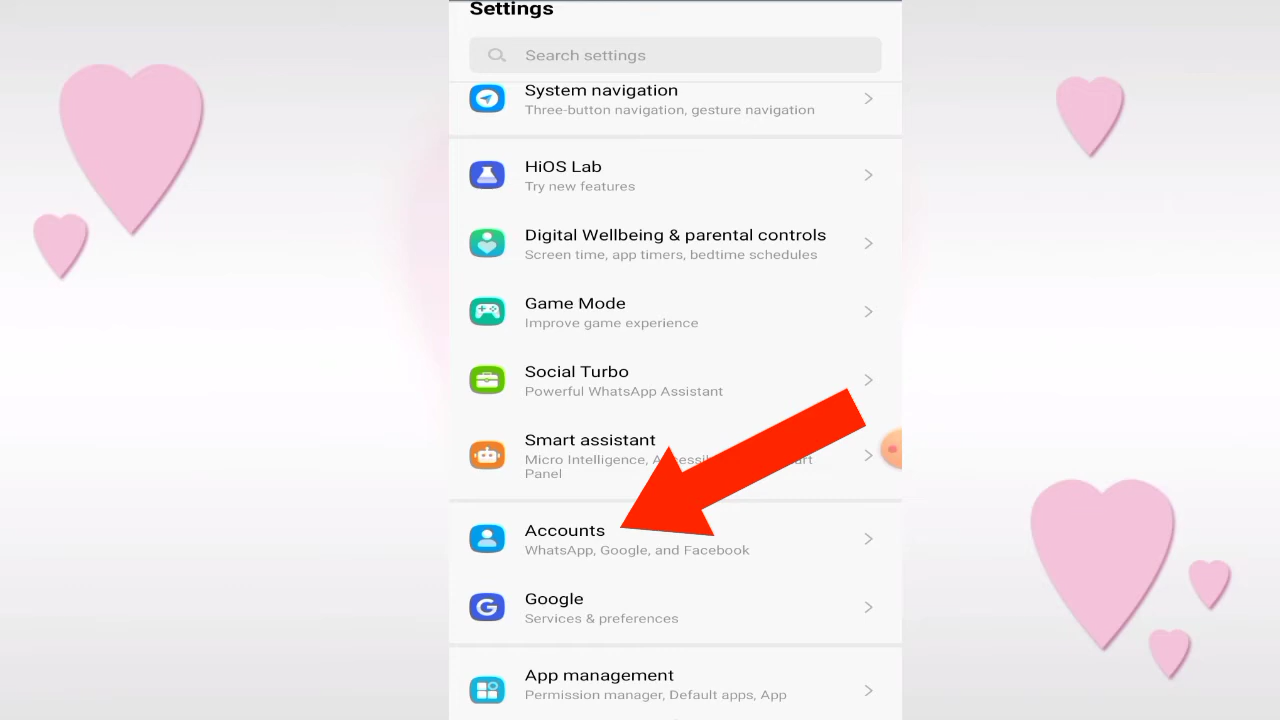 Settings
Search settings
System navigation
Three-button navigation, gesture navigation
HiOS Lab
Try new features
Digital Wellbeing & parental controls
Screen time, app timers, bedtime schedules
Game Mode
Improve game experience
Social Turbo
Powerful WhatsApp Assistant
Smart assistant
Micro Intelligence,
Panel
Accounts
WhatsApp, Google, and Facebook
Google
Services & preferences
App management
Permission manager, Default apps, App